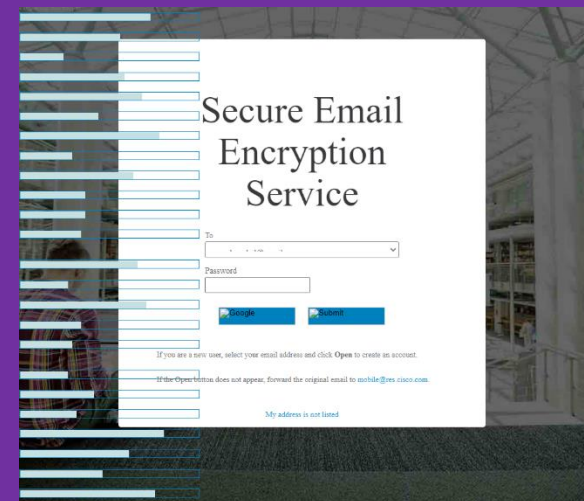 Secure Email
Encryption
Service
To
Password
Google
Submit
If you are a new user, select your email address and click Open to create an account.
If the Open button does not appear, forward the original email to mobile@res.cisco.com.
My address is not listed